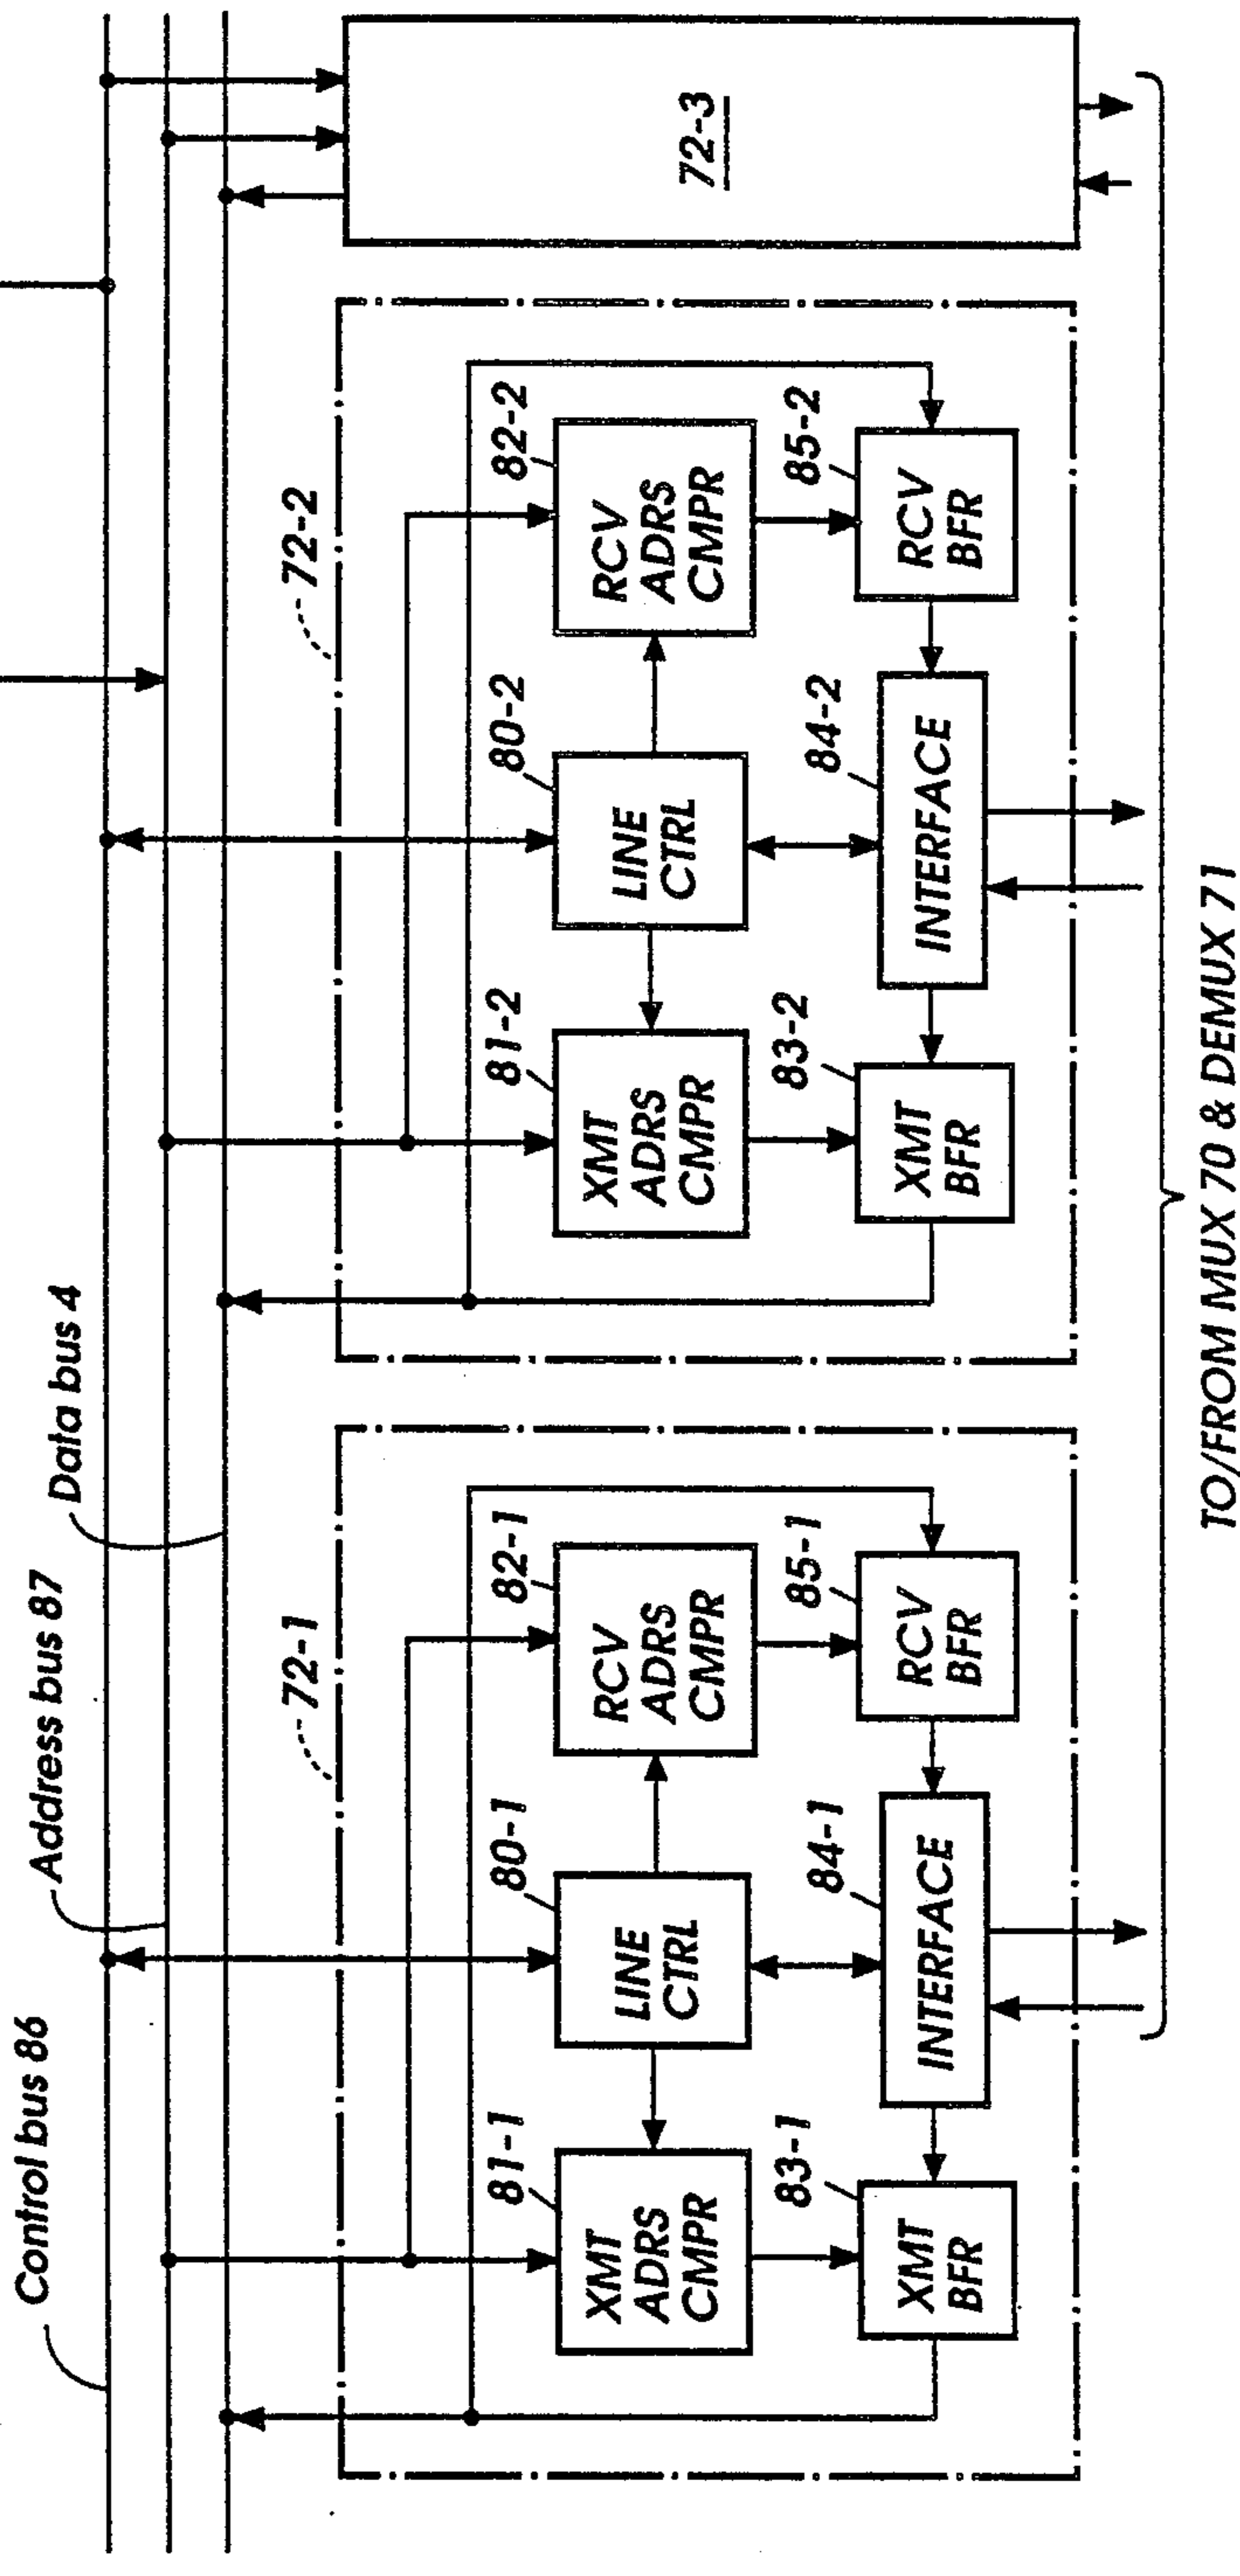 Control bus 86
Address bus 87
Data bus 4
72-1
72-2
72-3
81-1
XMT
ADRS
CMPR
80-1
LINE
CTRL
82-1
RCV
ADRS
CMPR
83-1
XMT
BFR
84-1
INTERFACE
85-1
RCV
BFR
81-2
XMT
ADRS
CMPR
80-2
LINE
CTRL
82-2
RCV
ADRS
CMPR
83-2
XMT
BFR
84-2
INTERFACE
85-2
RCV
BFR
TO/FROM MUX 70 & DEMUX 71